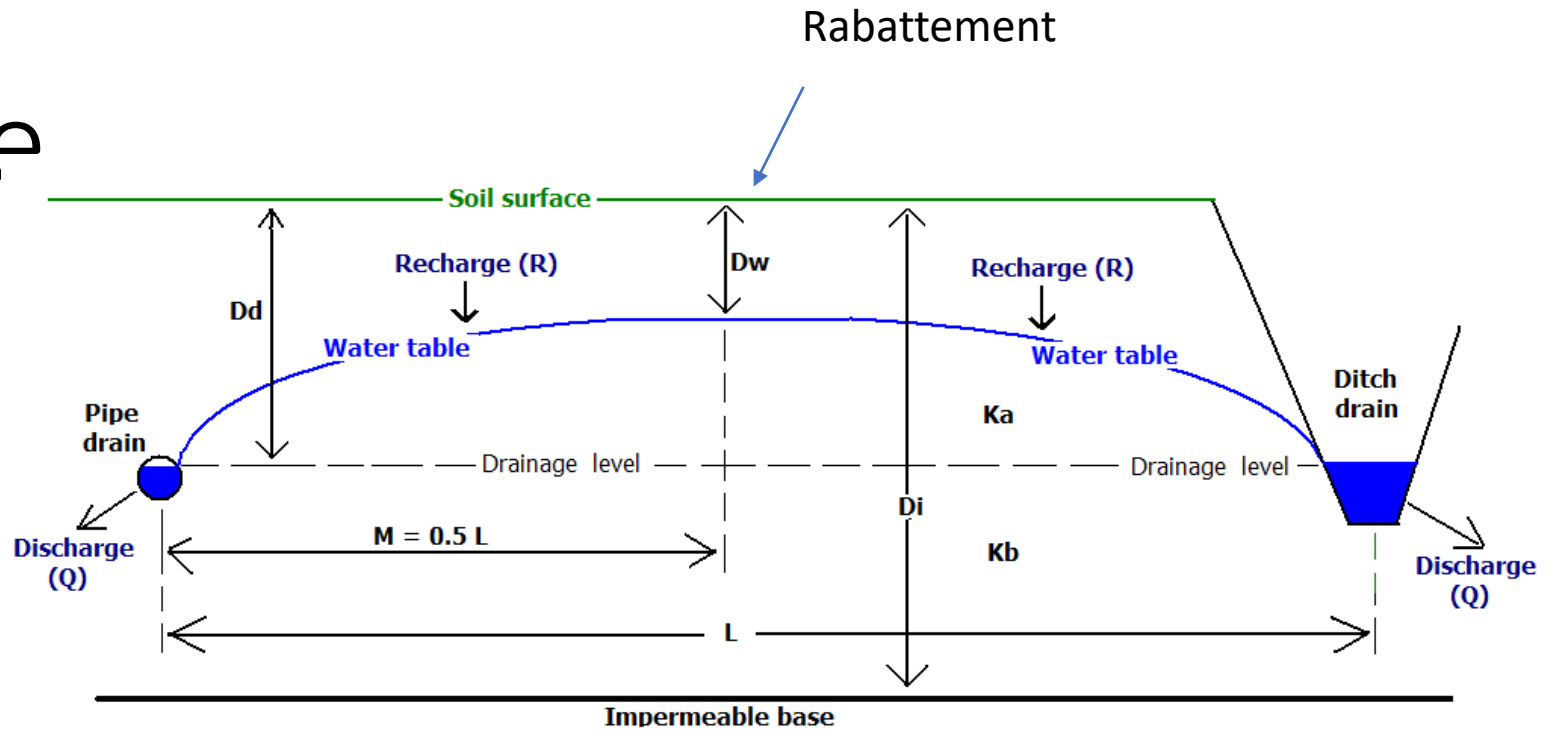 Rabattement
e
Soil surface
Recharge (R)
Dw
Recharge (R)
Dd
Water table
Water table
Ditch
drain
Pipe
drain
Ka
Drainage level
Drainage level
Di
M = 0.5 L
Kb
Discharge
(Q)
Discharge
(Q)
L
Impermeable base